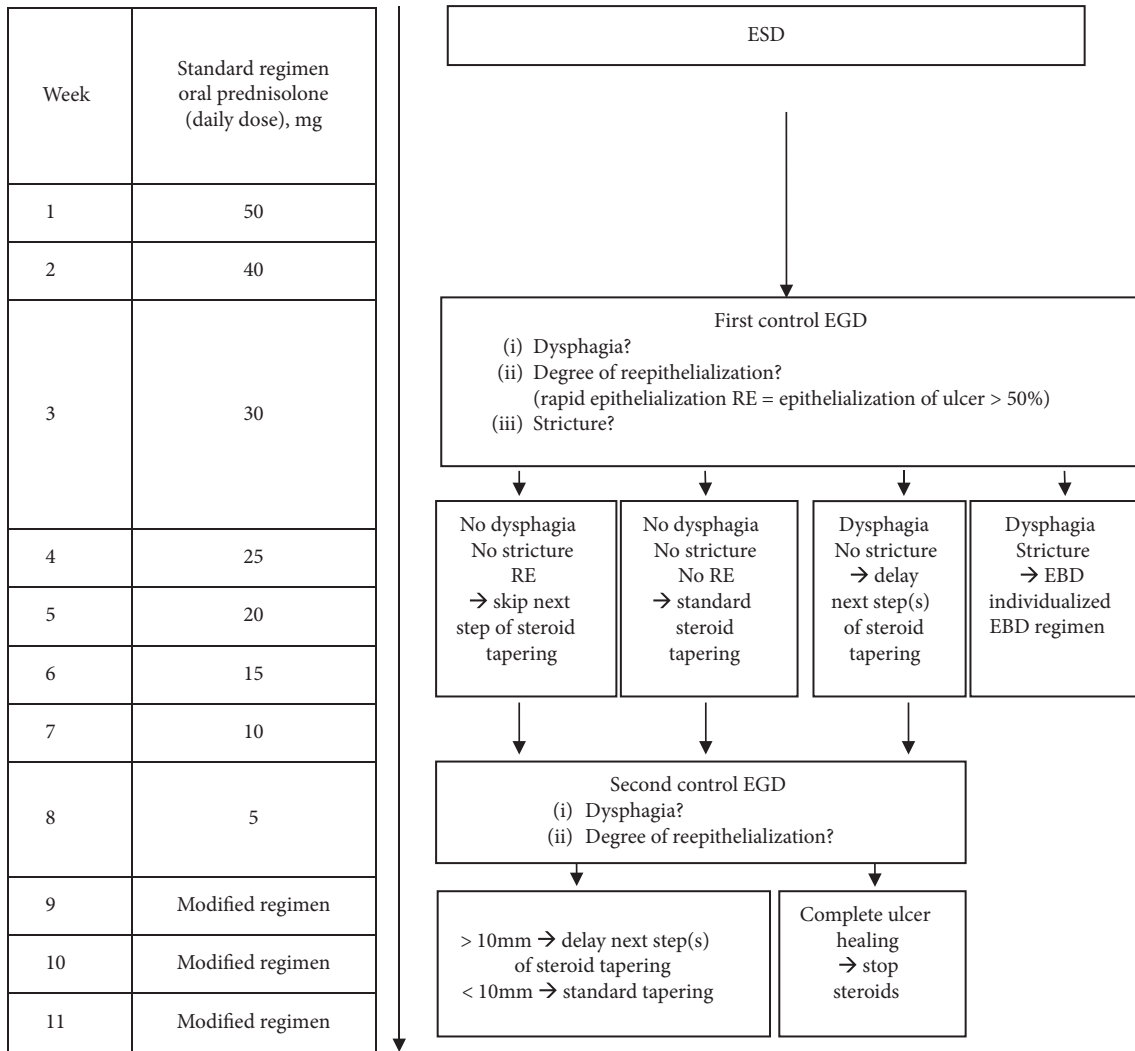 Week
Standard regimen
oral prednisolone
(daily dose), mg
1
50
2
40
3
30
4
25
5
20
6
15
7
10
8
5
9
Modified regimen
10
Modified regimen
11
Modified regimen
ESD
First control EGD
(i) Dysphagia?
(ii) Degree of reepithelialization?
(rapid epithelialization RE = epithelialization of ulcer > 50%)
(iii) Stricture?
No dysphagia
No stricture
RE
→ skip next
step of steroid
tapering
No dysphagia
No stricture
No RE
→ standard
steroid
tapering
Dysphagia
No stricture
→ delay
next step(s)
of steroid
tapering
Dysphagia
Stricture
→ EBD
individualized
EBD regimen
Second control EGD
(i) Dysphagia?
(ii) Degree of reepithelialization?
> 10mm → delay next step(s)
of steroid tapering
< 10mm → standard tapering
Complete ulcer
healing
→ stop
steroids